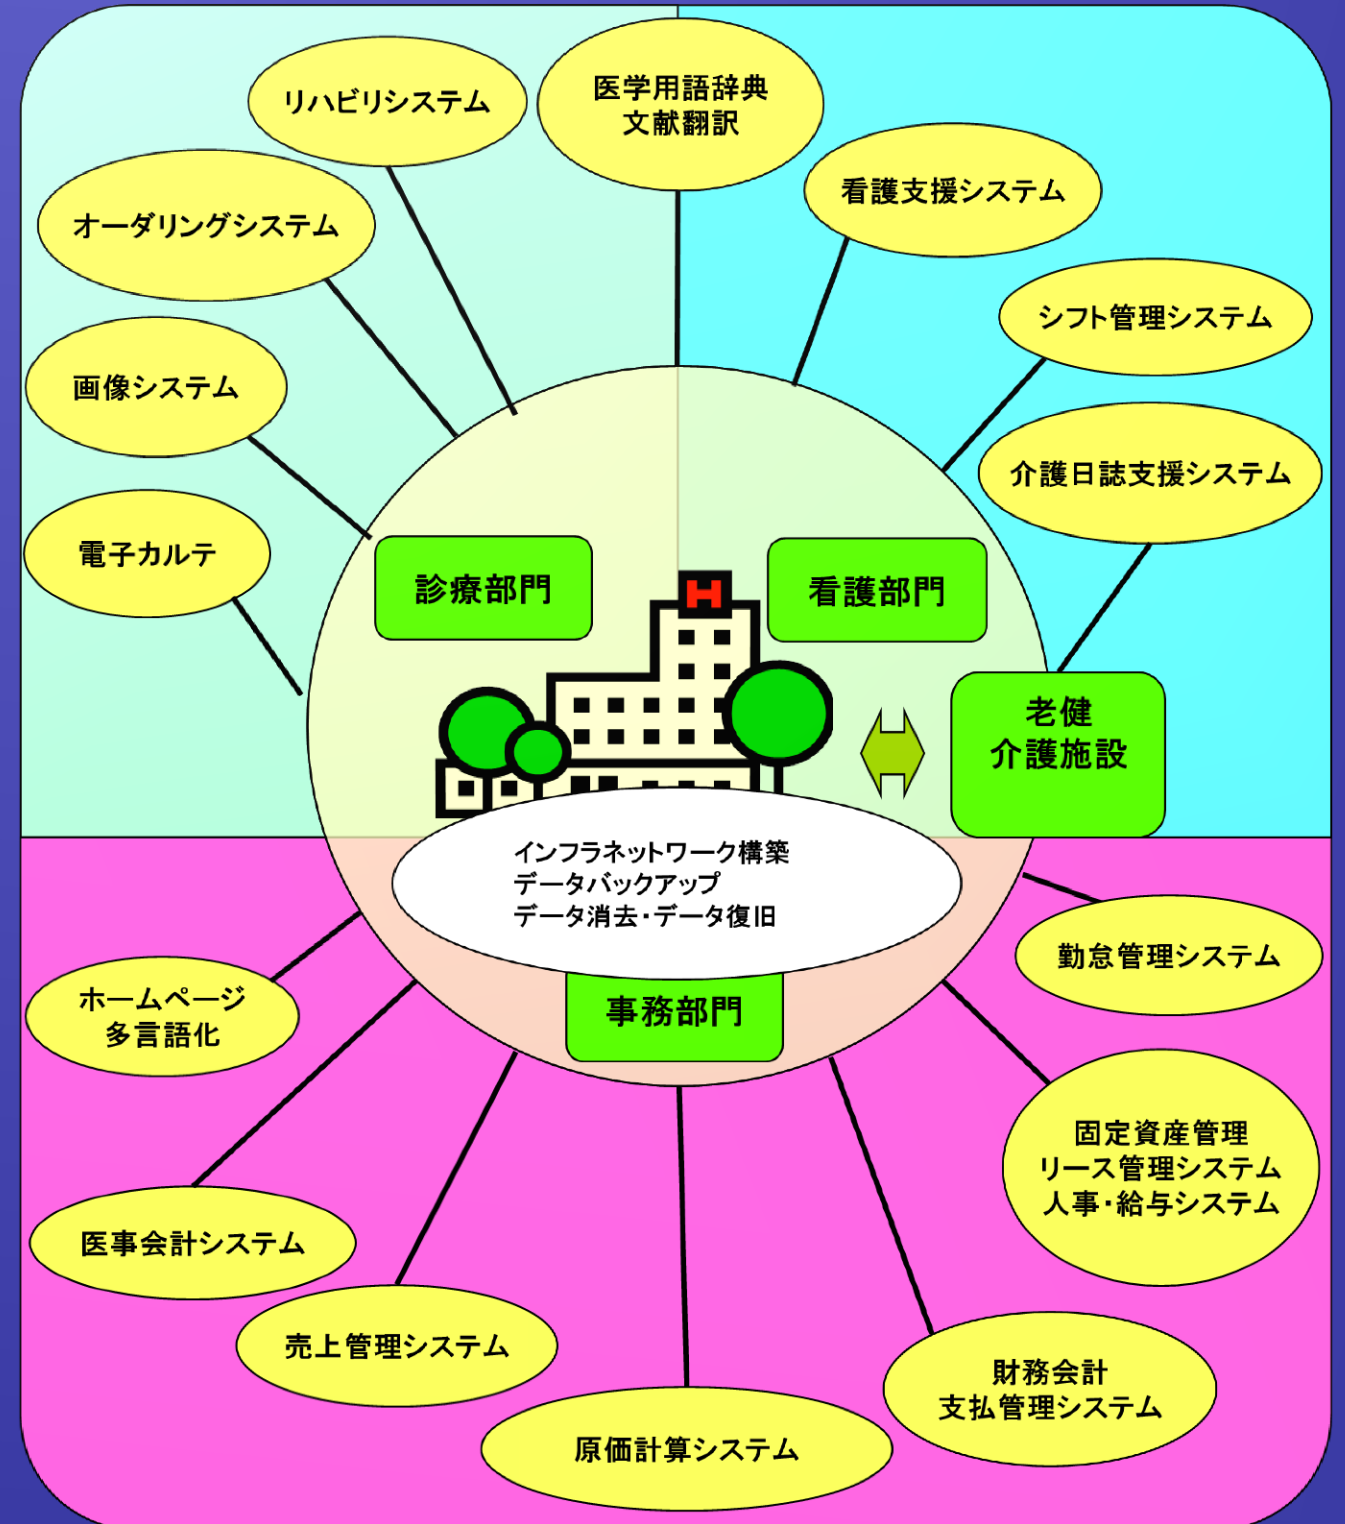 リハビリシステム
医学用語辞典
文献翻訳
看護支援システム
オーダリングシステム
シフト管理システム
画像システム
介護日誌支援システム
電子カルテ
診療部門
H
看護部門
老健
介護施設
インフラネットワーク構築
データバックアップ
データ消去・データ復旧
事務部門
勤怠管理システム
ホームページ
多言語化
固定資産管理
リース管理システム
人事・給与システム
医事会計システム
売上管理システム
財務会計
支払管理システム
原価計算システム